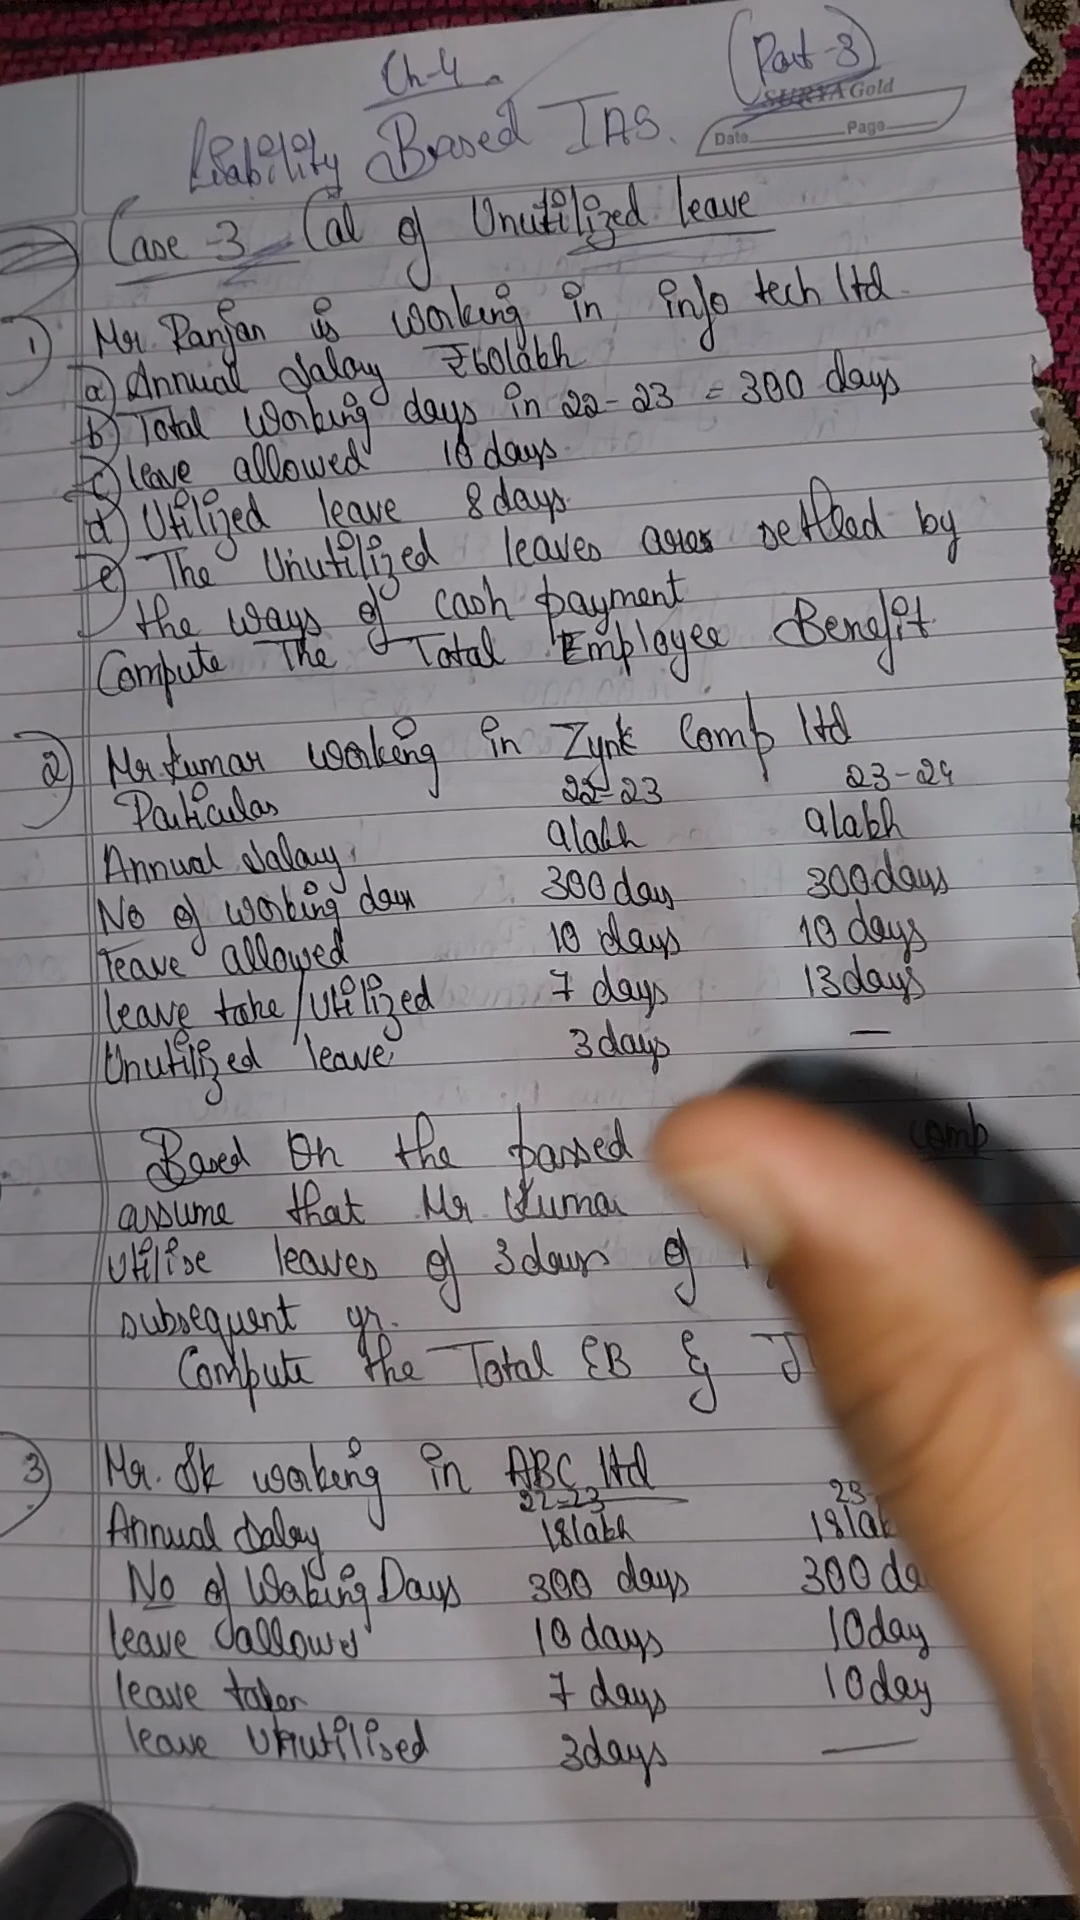 Ch-4
(Part-3)
SURYA Gold
Date Page
Liability Based IAS.
Case-3 Cal of Unutilized leave
1) Mr. Ranjan is working in info tech ltd.
a) Annual Salary ₹60lakh
b) Total working days in 22-23 = 300 days
c) leave allowed 10 days
d) Utilized leave 8 days.
e) The Unutilized leaves are settled by
the ways of cash payment
Compute The Total Employee Benefit
2) Mr Kumar working in Zynk Comp ltd
Particulas 22-23 23-24
Annual Salary 9lakh 9lakh
No of working days 300 days 300 days
leave allowed 10 days 10 days
leave take/Utilized 7 days 13 days
Unutilized leave 3 days —
Based On the passed comp
assume that Mr Kumar
Utilise leaves of 3 days of
subsequent yr.
Compute the Total EB &
3) Mr. Sk working in ABC ltd
22-23 23
Annual Salay 18lakh 18lak
No of Waking Days 300 days 300 da
leave allowed 10 days 10 day
leave taken 7 days 10 day
leave Unutilised 3 days —